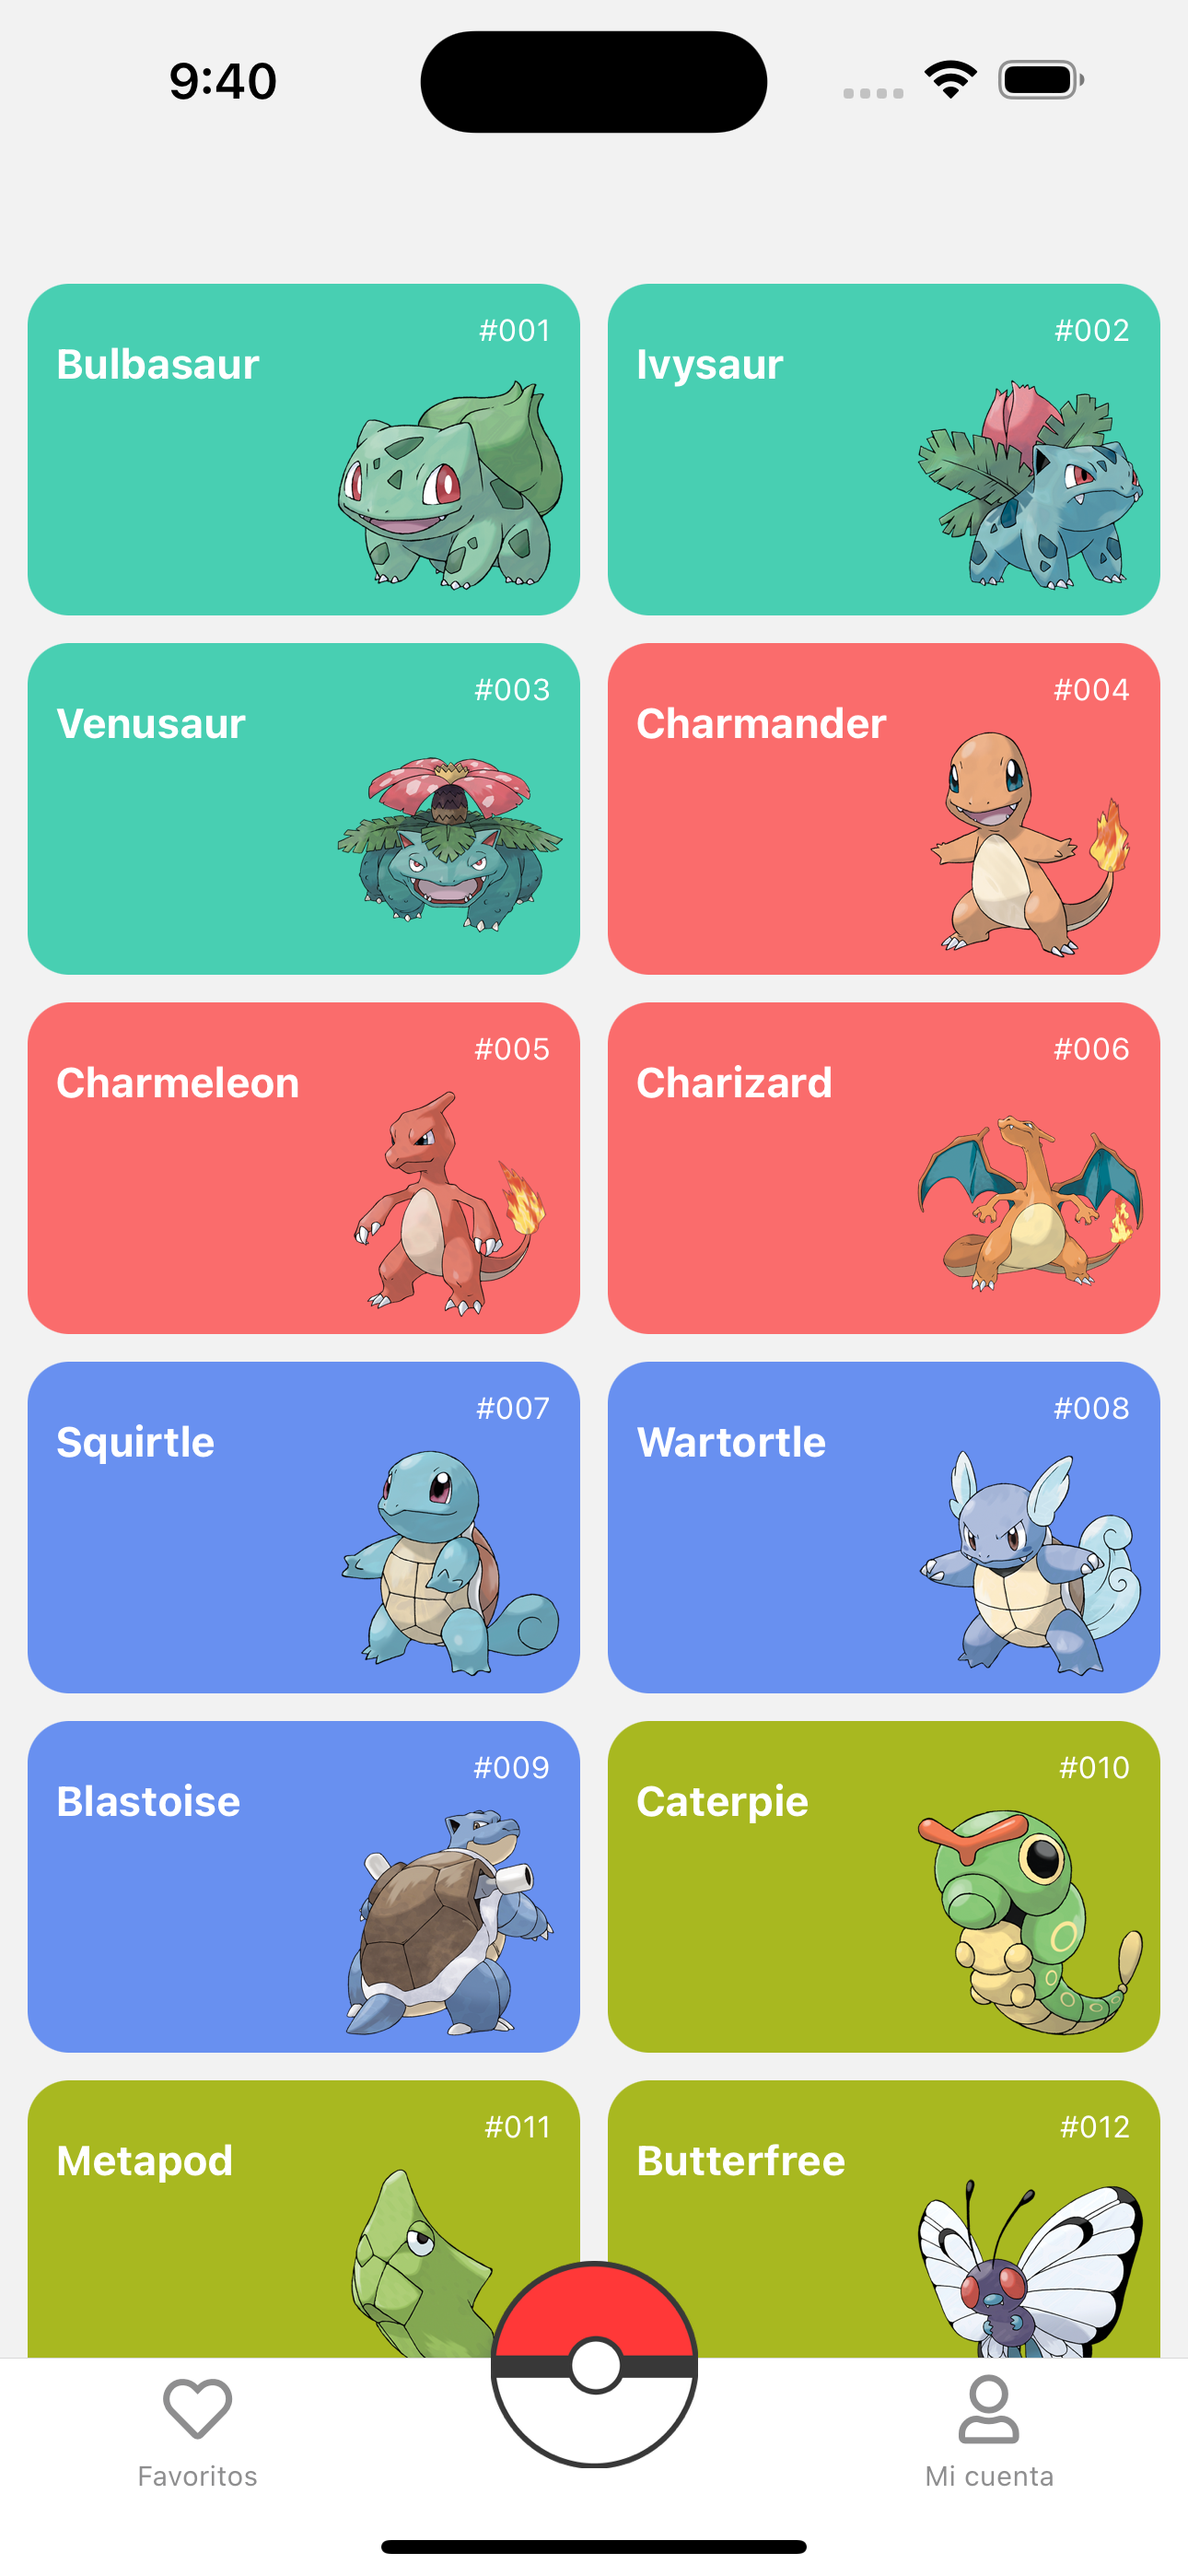 9:40
#001
Bulbasaur
#002
Ivysaur
#003
Venusaur
#004
Charmander
#005
Charmeleon
#006
Charizard
#007
Squirtle
#008
Wartortle
#009
Blastoise
#010
Caterpie
#011
Metapod
#012
Butterfree
Favoritos
Mi cuenta